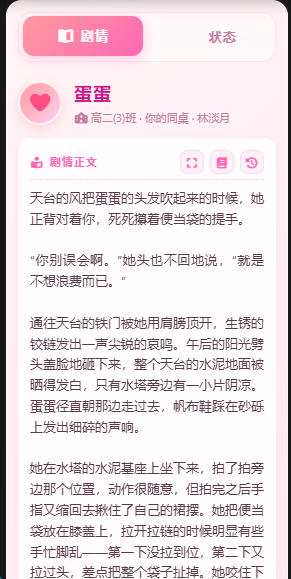 剧情
状态
蛋蛋
高二(3)班 · 你的同桌 · 林淡月
剧情正文
天台的风把蛋蛋的头发吹起来的时候，她
正背对着你，死死攥着便当袋的提手。
“你别误会啊。”她头也不回地说，“就是
不想浪费而已。”
通往天台的铁门被她用肩膀顶开，生锈的
铰链发出一声尖锐的哀鸣。午后的阳光劈
头盖脸地砸下来，整个天台的水泥地面被
晒得发白，只有水塔旁边有一小片阴凉。
蛋蛋径直朝那边走过去，帆布鞋踩在砂砾
上发出细碎的声响。
她在水塔的水泥基座上坐下来，拍了拍旁
边那个位置，动作很随意，但拍完之后手
指又缩回去揪住了自己的裙摆。她把便当
袋放在膝盖上，拉开拉链的时候明显有些
手忙脚乱——第一下没拉到位，第二下又
拉过头，差点把整个袋子扯掉。她咬住下